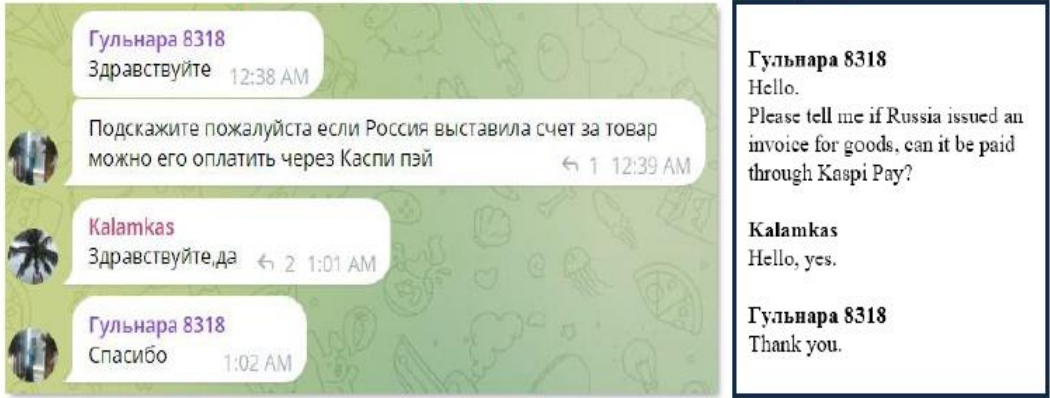 Гульнара 8318
Здравствуйте 12:38 AM
Подскажите пожалуйста если Россия выставила счет за товар
можно его оплатить через Каспи пэй 1 12:39 AM
Kalamkas
Здравствуйте,да 2 1:01 AM
Гульнара 8318
Спасибо 1:02 AM
Гульнара 8318
Hello.
Please tell me if Russia issued an
invoice for goods, can it be paid
through Kaspi Pay?
Kalamkas
Hello, yes.
Гульнара 8318
Thank you.